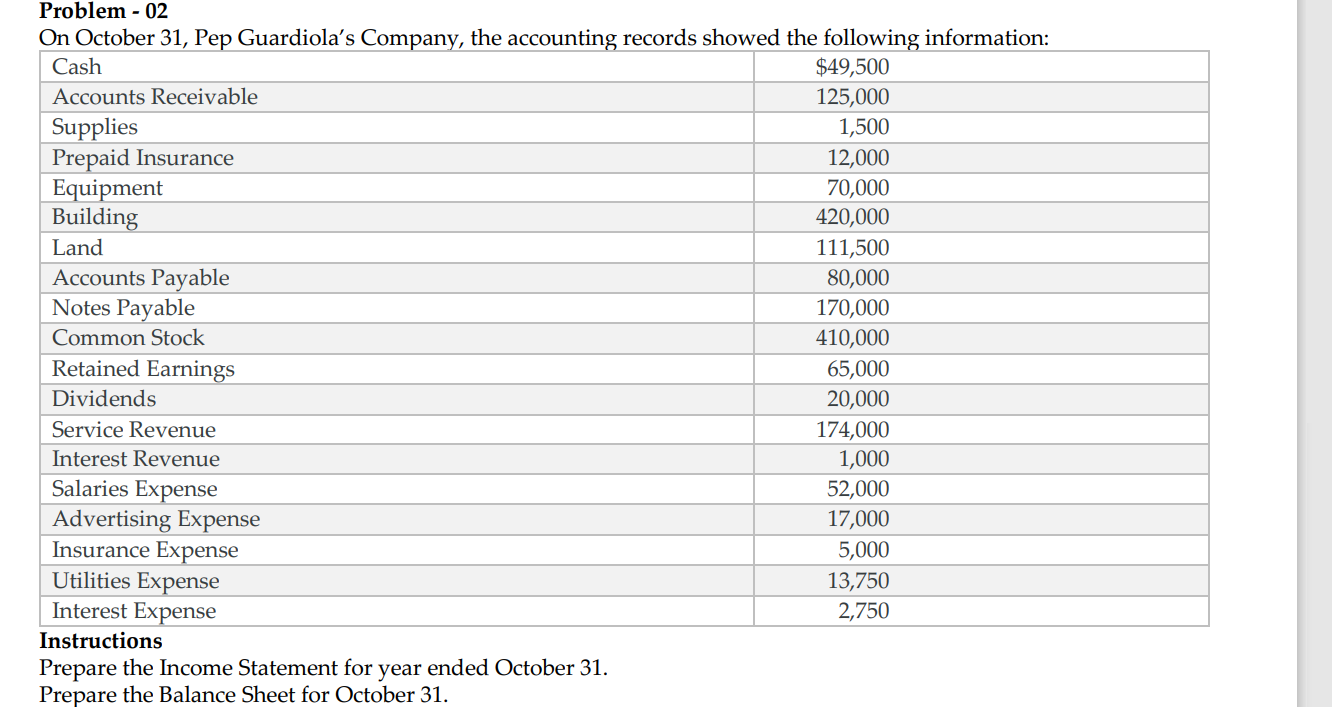 Problem - 02
On October 31, Pep Guardiola’s Company, the accounting records showed the following information:
Cash $49,500
Accounts Receivable 125,000
Supplies 1,500
Prepaid Insurance 12,000
Equipment 70,000
Building 420,000
Land 111,500
Accounts Payable 80,000
Notes Payable 170,000
Common Stock 410,000
Retained Earnings 65,000
Dividends 20,000
Service Revenue 174,000
Interest Revenue 1,000
Salaries Expense 52,000
Advertising Expense 17,000
Insurance Expense 5,000
Utilities Expense 13,750
Interest Expense 2,750
Instructions
Prepare the Income Statement for year ended October 31.
Prepare the Balance Sheet for October 31.